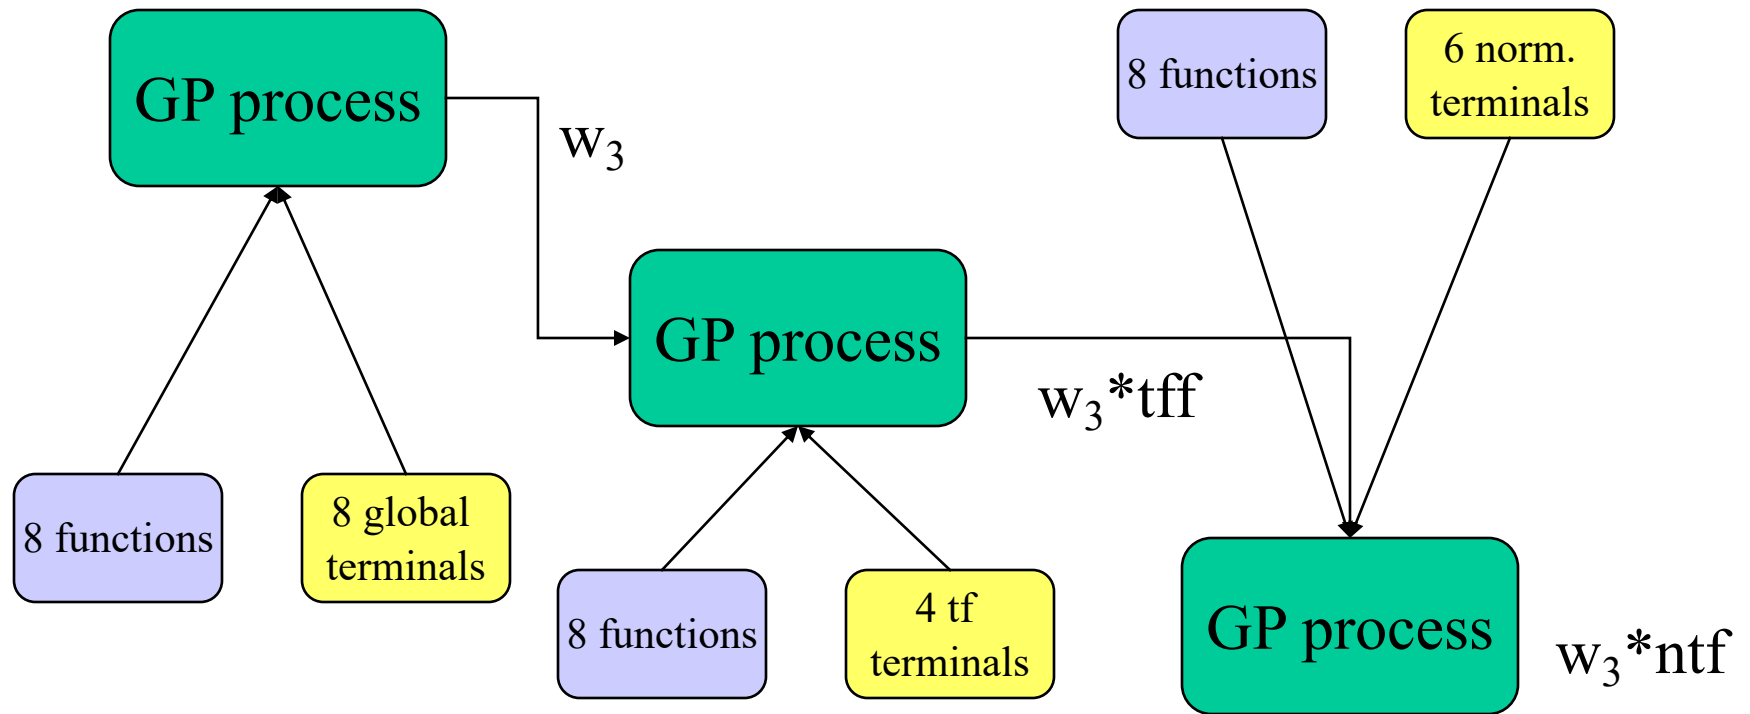 GP process
w₃
8 functions
8 global
terminals
GP process
w₃*tff
8 functions
4 tf
terminals
8 functions
6 norm.
terminals
GP process
w₃*ntf